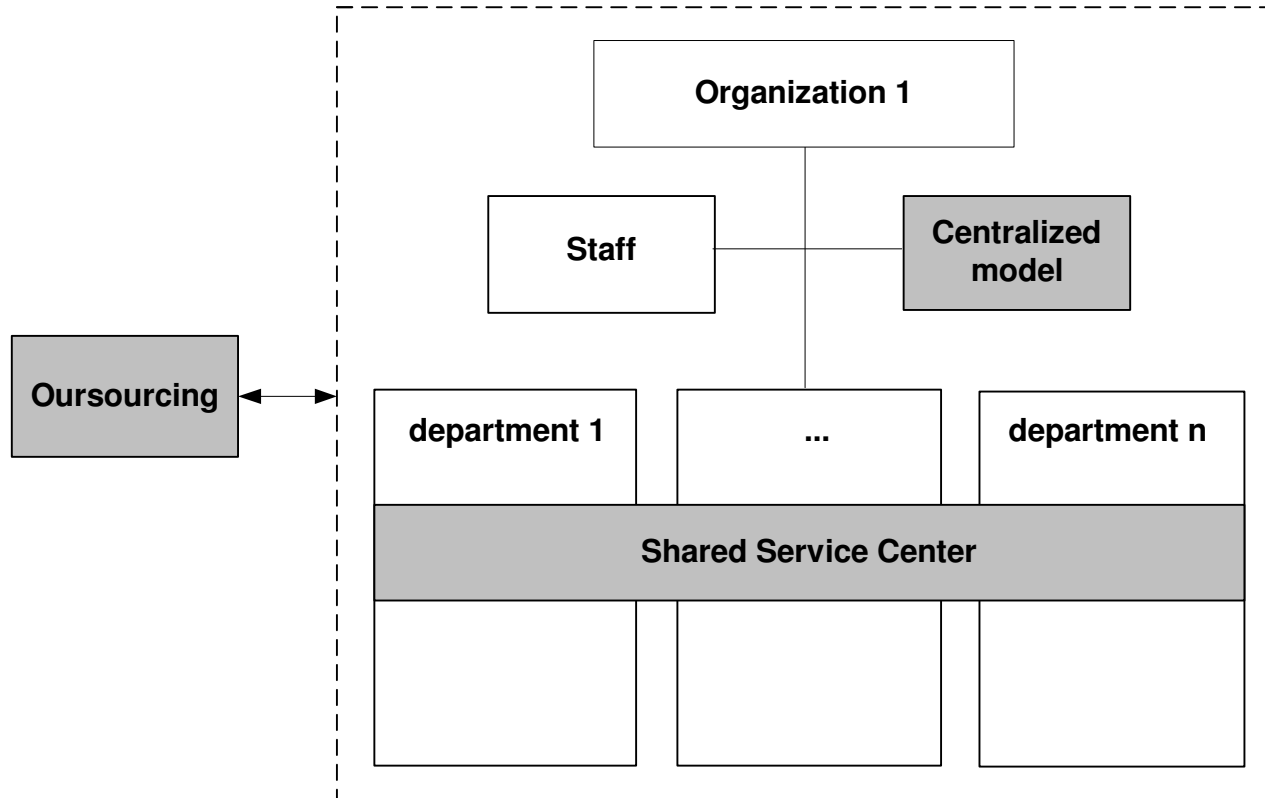 Organization 1
Staff
Centralized
model
Oursourcing
department 1
...
department n
Shared Service Center